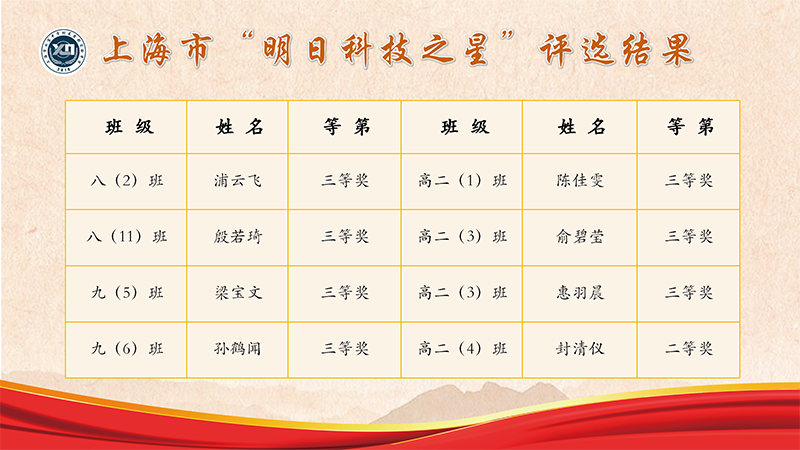 上海市“明日科技之星”评选结果
班 级 姓 名 等 第 班 级 姓 名 等 第
八（2）班 浦云飞 三等奖 高二（1）班 陈佳雯 三等奖
八（11）班 殷若琦 三等奖 高二（3）班 俞碧莹 三等奖
九（5）班 梁宝文 三等奖 高二（3）班 惠羽晨 三等奖
九（6）班 孙鹤闻 三等奖 高二（4）班 封清仪 二等奖